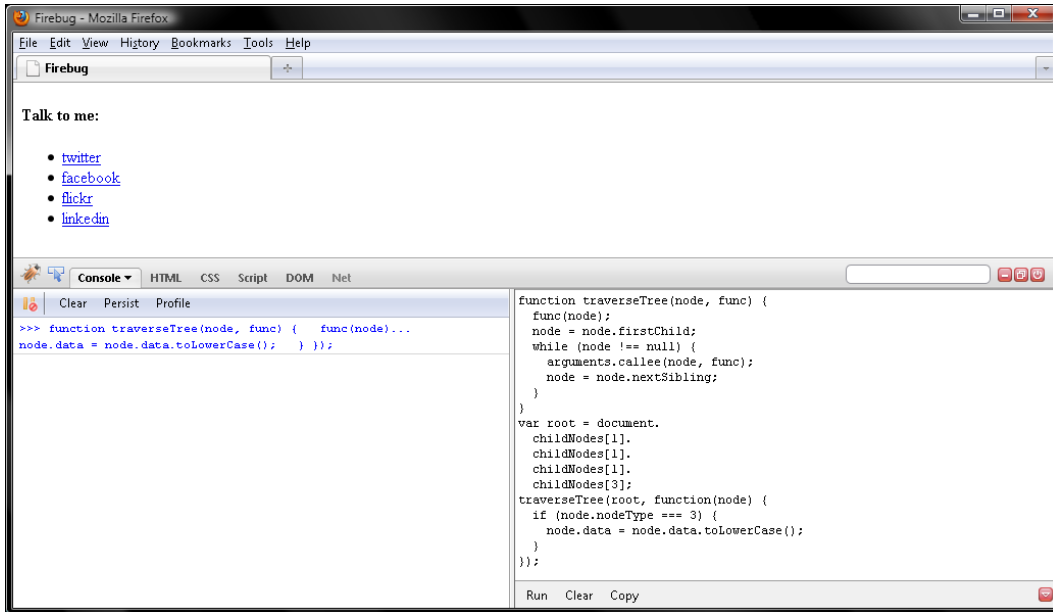 Firebug - Mozilla Firefox
File Edit View History Bookmarks Tools Help
Firebug
Talk to me:
twitter
facebook
flickr
linkedin
Console HTML CSS Script DOM Net
Clear Persist Profile
>>> function traverseTree(node, func) {   func(node)...
node.data = node.data.toLowerCase();   } });
function traverseTree(node, func) {
  func(node);
  node = node.firstChild;
  while (node !== null) {
    arguments.callee(node, func);
    node = node.nextSibling;
  }
}
var root = document.
  childNodes[1].
  childNodes[1].
  childNodes[1].
  childNodes[3];
traverseTree(root, function(node) {
  if (node.nodeType === 3) {
    node.data = node.data.toLowerCase();
  }
});
Run Clear Copy